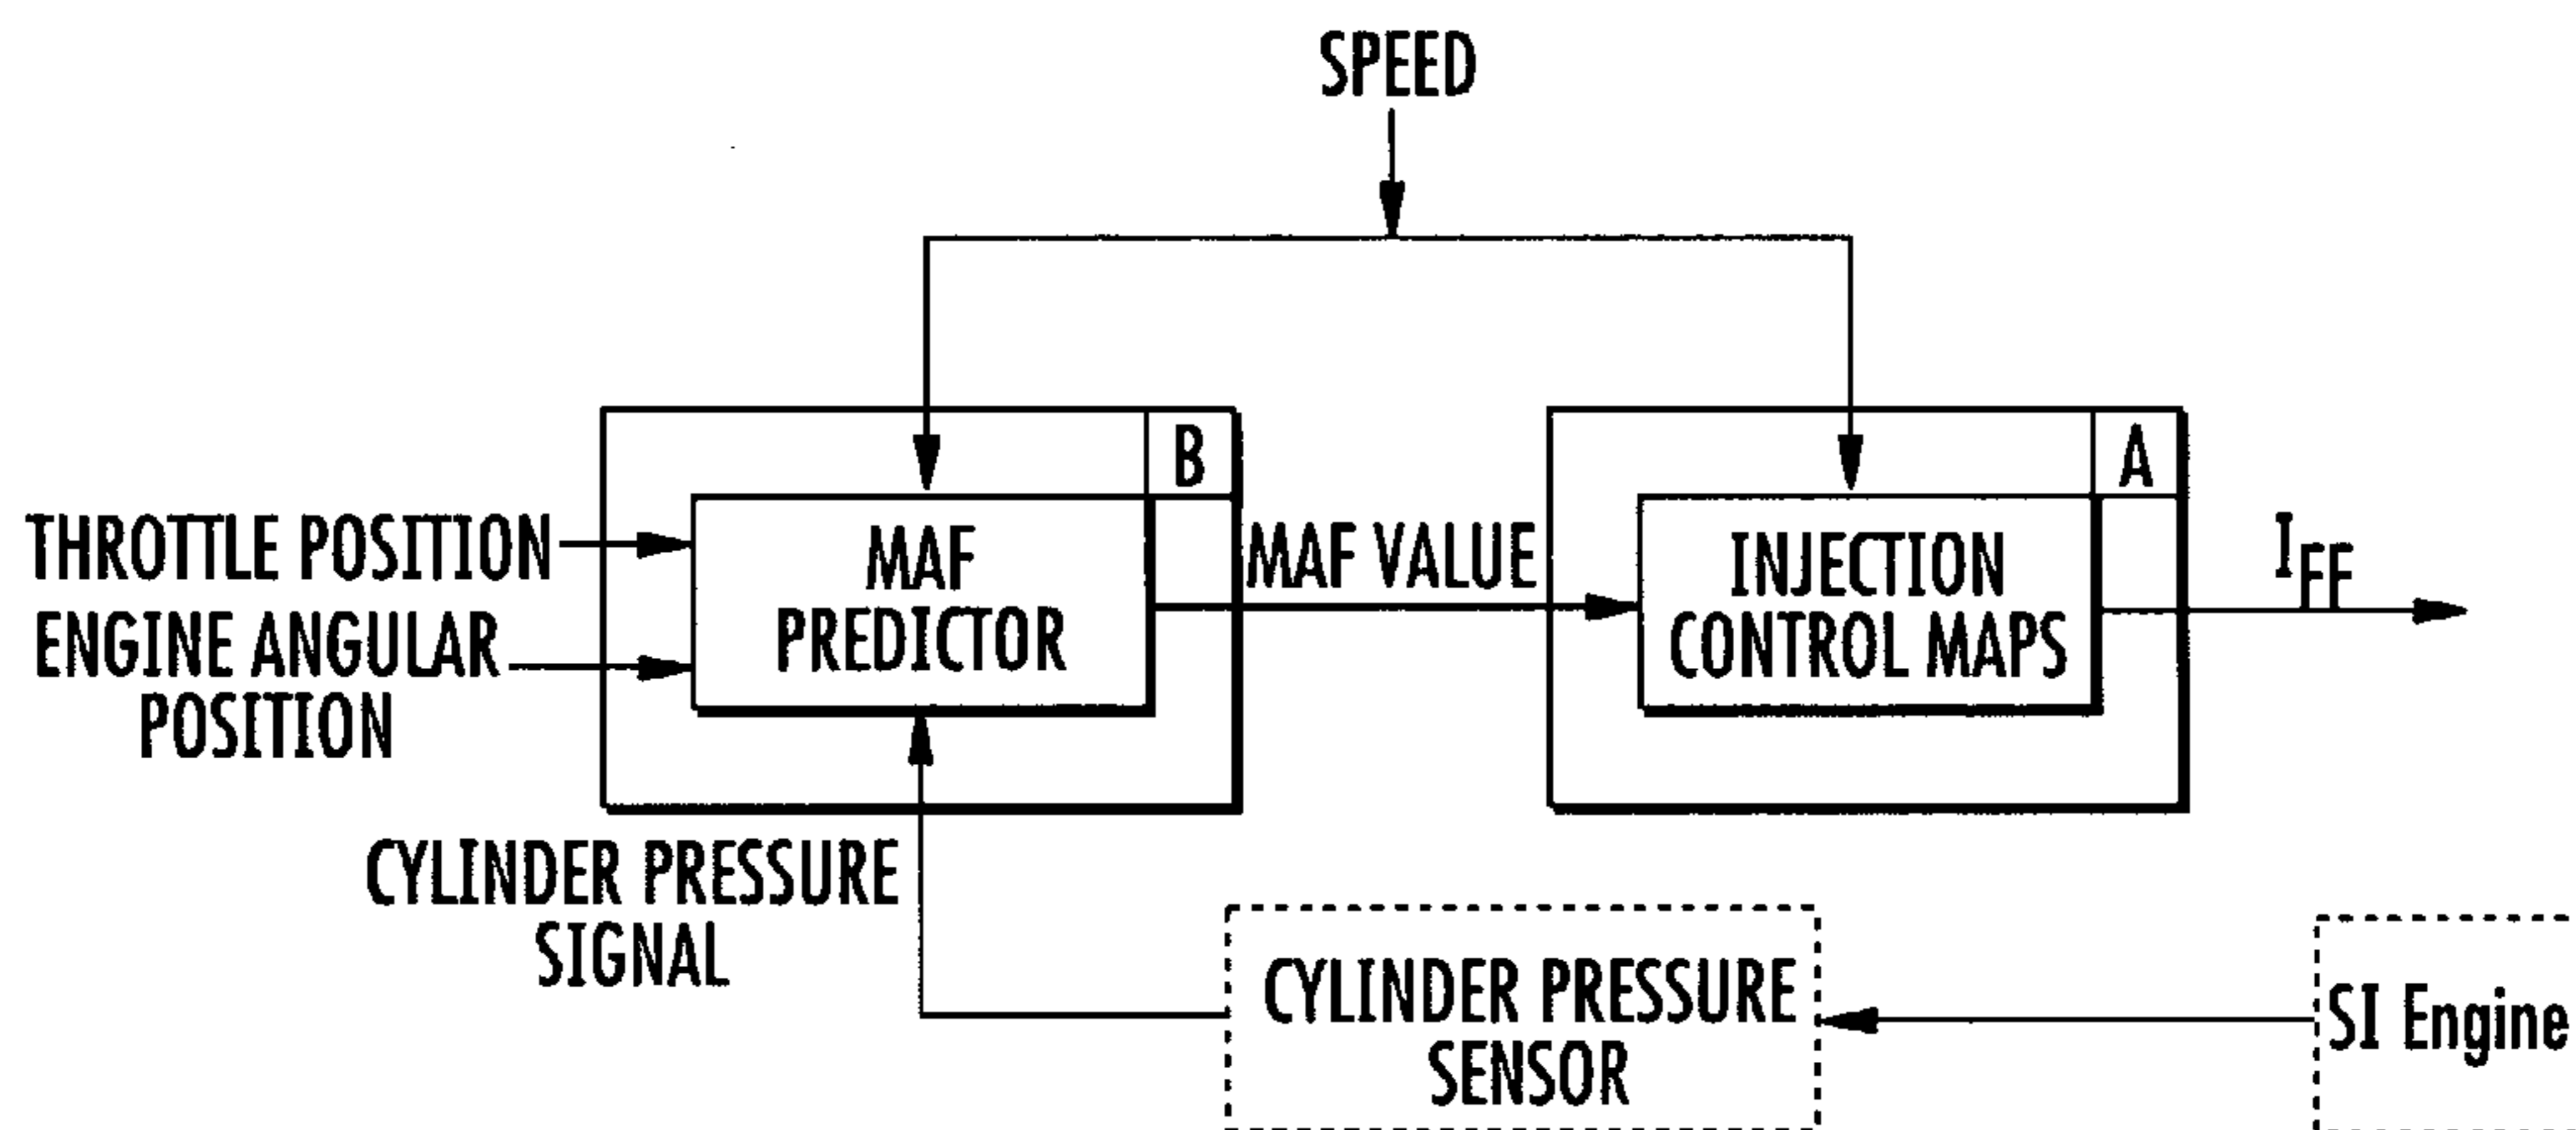 SPEED
B
A
THROTTLE POSITION
ENGINE ANGULAR
POSITION
MAF
PREDICTOR
MAF VALUE
INJECTION
CONTROL MAPS
IFF
CYLINDER PRESSURE
SIGNAL
CYLINDER PRESSURE
SENSOR
SI Engine